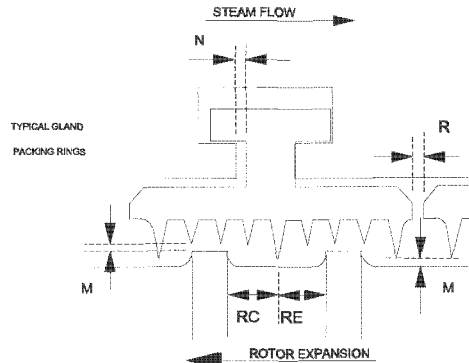 STEAM FLOW
N
TYPICAL GLAND
PACKING RINGS
R
M
M
RC
RE
ROTOR EXPANSION